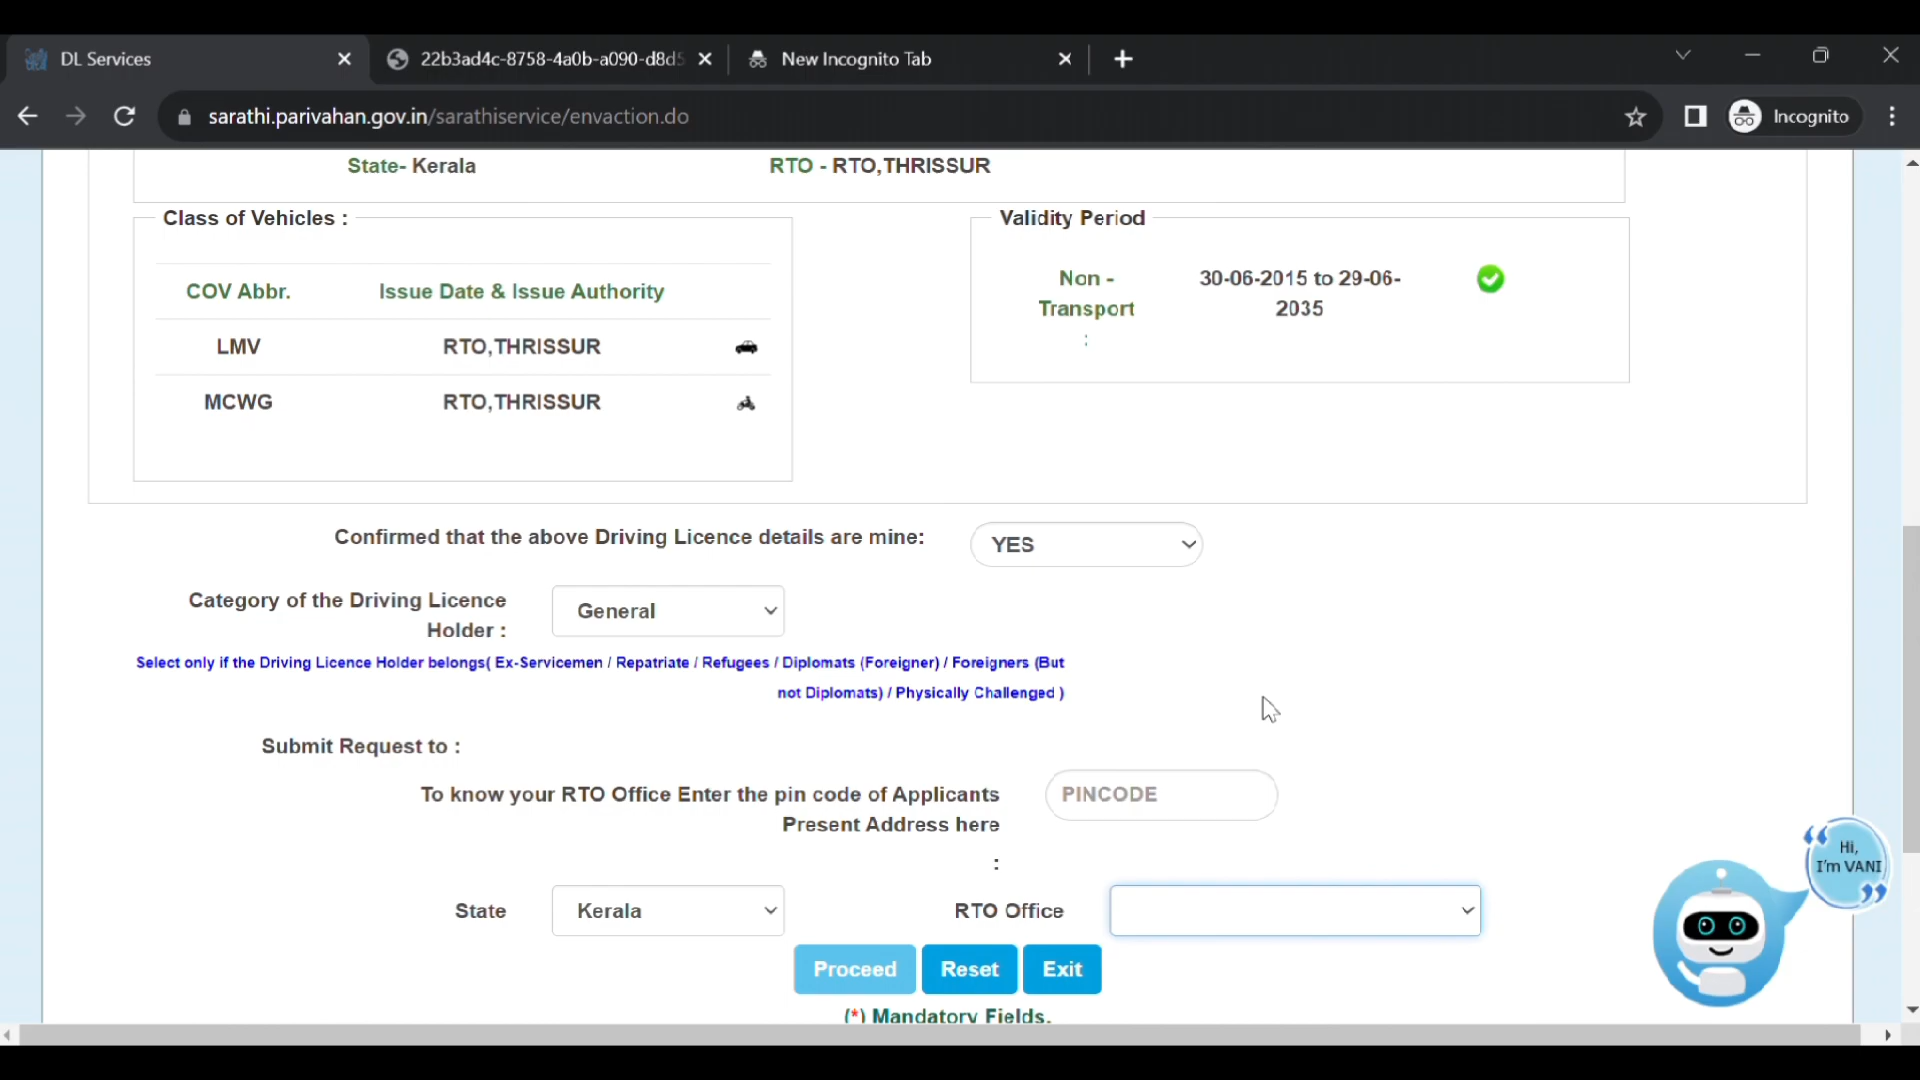 DL Services
22b3ad4c-8758-4a0b-a090-d8d5
New Incognito Tab
sarathi.parivahan.gov.in/sarathiservice/envaction.do
Incognito
State- Kerala
RTO - RTO,THRISSUR
Class of Vehicles :
COV Abbr.
Issue Date & Issue Authority
LMV
RTO,THRISSUR
MCWG
RTO,THRISSUR
Validity Period
Non -
Transport
:
30-06-2015 to 29-06-
2035
Confirmed that the above Driving Licence details are mine:
YES
Category of the Driving Licence
Holder :
General
Select only if the Driving Licence Holder belongs( Ex-Servicemen / Repatriate / Refugees / Diplomats (Foreigner) / Foreigners (But
not Diplomats) / Physically Challenged )
Submit Request to :
To know your RTO Office Enter the pin code of Applicants
Present Address here
:
PINCODE
Hi,
I'm VANI
State
Kerala
RTO Office
Proceed
Reset
Exit
(*) Mandatory Fields.